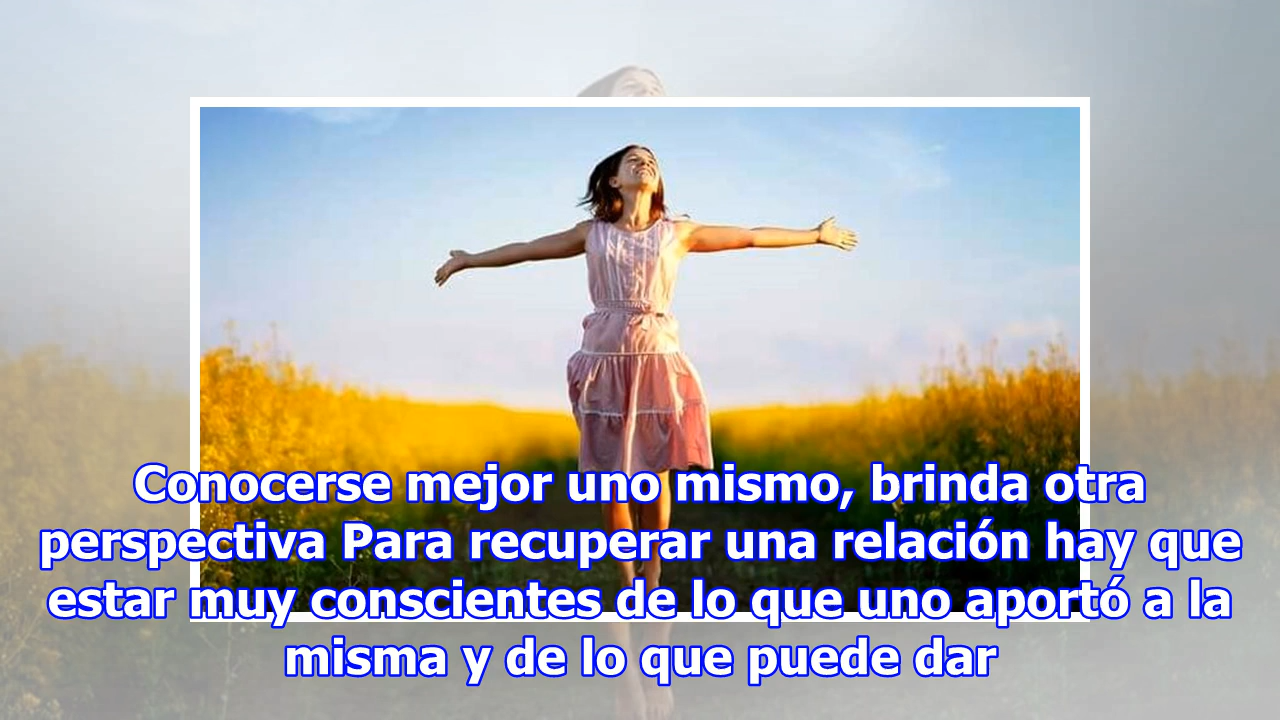 Conocerse mejor uno mismo, brinda otra
perspectiva Para recuperar una relación hay que
estar muy conscientes de lo que uno aportó a la
misma y de lo que puede dar